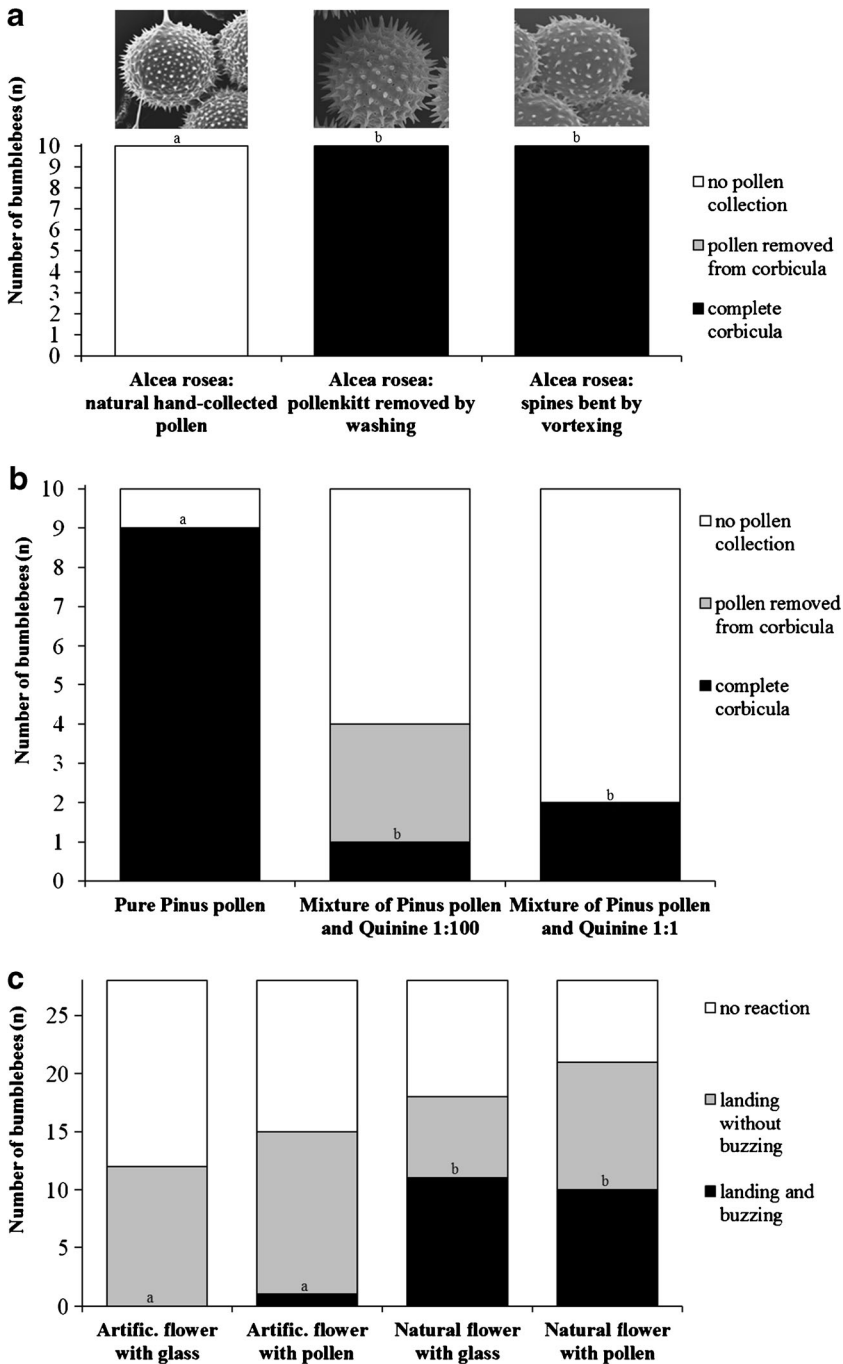 a
Number of bumblebees (n)
10
9
8
7
6
5
4
3
2
1
0
a
b
b
no pollen
collection
pollen removed
from corbicula
complete
corbicula
Alcea rosea:
natural hand-collected
pollen
Alcea rosea:
pollenkitt removed by
washing
Alcea rosea:
spines bent by
vortexing
b
Number of bumblebees (n)
10
9
8
7
6
5
4
3
2
1
0
a
b
b
no pollen
collection
pollen removed
from corbicula
complete
corbicula
Pure Pinus pollen
Mixture of Pinus pollen
and Quinine 1:100
Mixture of Pinus pollen
and Quinine 1:1
c
Number of bumblebees (n)
25
20
15
10
5
0
a
a
b
b
no reaction
landing
without
buzzing
landing and
buzzing
Artific. flower
with glass
Artific. flower
with pollen
Natural flower
with glass
Natural flower
with pollen